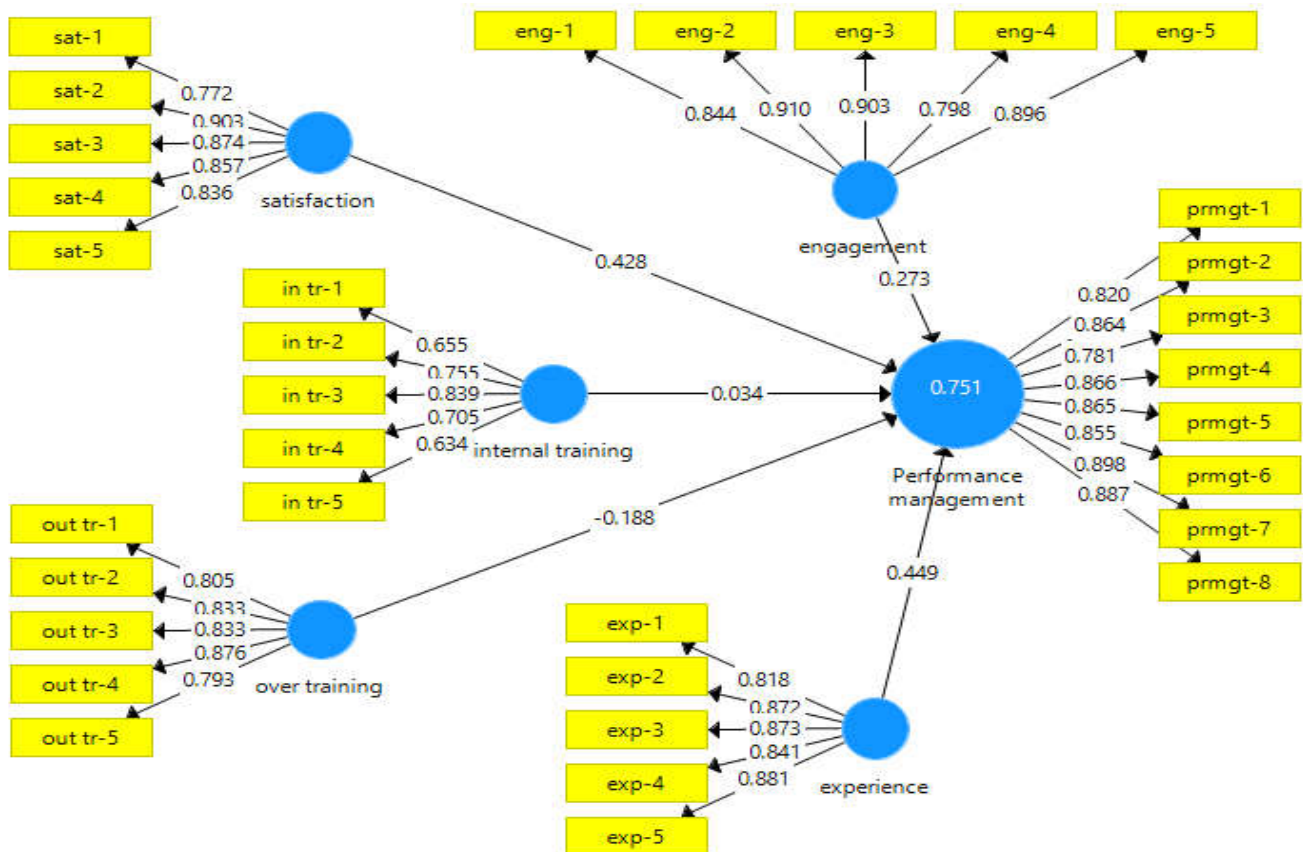 sat-1
sat-2
sat-3
sat-4
sat-5
0.772
0.903
0.874
0.857
0.836
satisfaction
eng-1
eng-2
eng-3
eng-4
eng-5
0.844
0.910
0.903
0.798
0.896
engagement
0.428
0.273
in tr-1
in tr-2
in tr-3
in tr-4
in tr-5
0.655
0.755
0.839
0.705
0.634
internal training
0.034
0.751
Performance
management
prmgt-1
prmgt-2
prmgt-3
prmgt-4
prmgt-5
prmgt-6
prmgt-7
prmgt-8
0.820
0.864
0.781
0.866
0.865
0.855
0.898
0.887
out tr-1
out tr-2
out tr-3
out tr-4
out tr-5
0.805
0.833
0.833
0.876
0.793
over training
-0.188
0.449
exp-1
exp-2
exp-3
exp-4
exp-5
0.818
0.872
0.873
0.841
0.881
experience